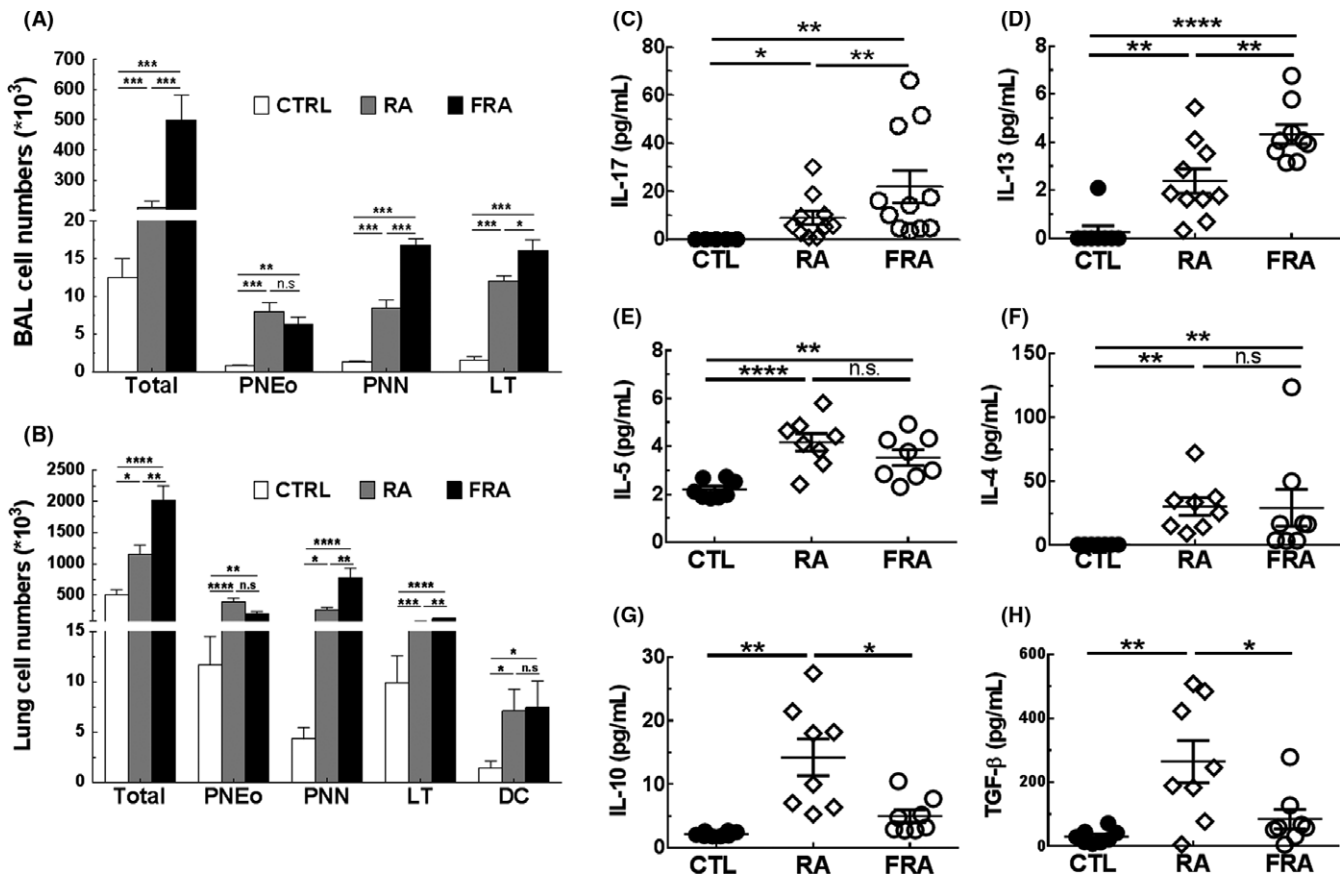 (A)
BAL cell numbers (*10^3)
700
600
500
400
300
200
20
15
10
5
0
CTRL RA FRA
***
*** ***
**
*** n.s
***
*** ***
***
*** *
Total PNEo PNN LT
(B)
Lung cell numbers (*10^3)
2500
2000
1500
1000
500
15
10
5
0
CTRL RA FRA
****
* **
**
**** n.s
****
* **
****
*** **
*
* n.s
Total PNEo PNN LT DC
(C)
IL-17 (pg/mL)
80
60
40
20
0
**
* **
CTL RA FRA
(D)
IL-13 (pg/mL)
8
6
4
2
0
****
** **
CTL RA FRA
(E)
IL-5 (pg/mL)
8
6
4
2
0
**
**** n.s.
CTL RA FRA
(F)
IL-4 (pg/mL)
150
100
50
0
**
** n.s
CTL RA FRA
(G)
IL-10 (pg/mL)
30
20
10
0
** *
CTL RA FRA
(H)
TGF-β (pg/mL)
600
400
200
0
** *
CTL RA FRA